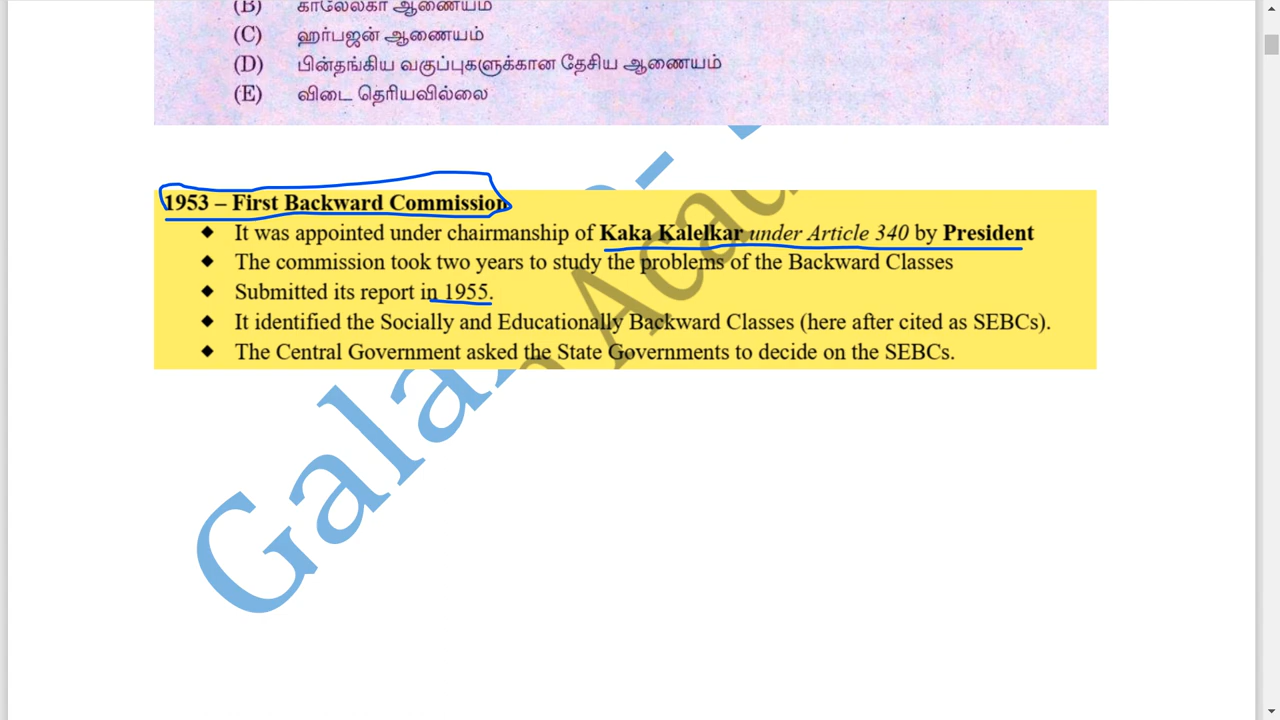 (B) காலேல்கர் ஆணையம்
(C) ஹர்பஜன் ஆணையம்
(D) பின்தங்கிய வகுப்புகளுக்கான தேசிய ஆணையம்
(E) விடை தெரியவில்லை
1953 – First Backward Commission
◆ It was appointed under chairmanship of Kaka Kalelkar under Article 340 by President
◆ The commission took two years to study the problems of the Backward Classes
◆ Submitted its report in 1955.
◆ It identified the Socially and Educationally Backward Classes (here after cited as SEBCs).
◆ The Central Government asked the State Governments to decide on the SEBCs.